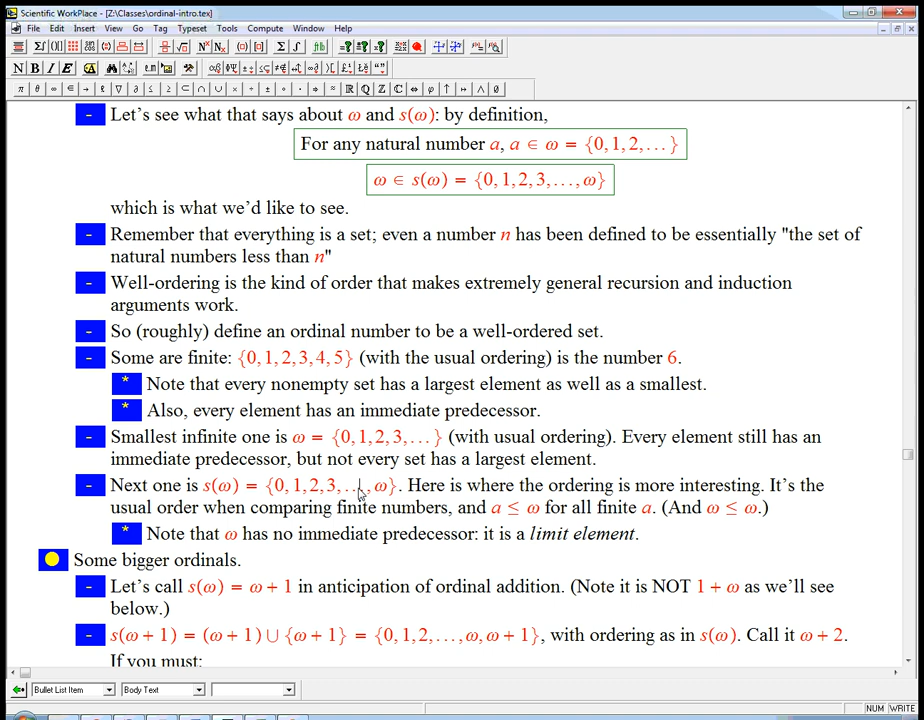 Scientific WorkPlace - [Z:\Classes\ordinal-intro.tex]
File Edit Insert View Go Tag Typeset Tools Compute Window Help
- Let's see what that says about ω and s(ω): by definition,
For any natural number a, a ∈ ω = {0,1,2,…}
ω ∈ s(ω) = {0,1,2,3,…,ω}
which is what we'd like to see.
- Remember that everything is a set; even a number n has been defined to be essentially "the set of
natural numbers less than n"
- Well-ordering is the kind of order that makes extremely general recursion and induction
arguments work.
- So (roughly) define an ordinal number to be a well-ordered set.
- Some are finite: {0,1,2,3,4,5} (with the usual ordering) is the number 6.
* Note that every nonempty set has a largest element as well as a smallest.
* Also, every element has an immediate predecessor.
- Smallest infinite one is ω = {0,1,2,3,…} (with usual ordering). Every element still has an
immediate predecessor, but not every set has a largest element.
- Next one is s(ω) = {0,1,2,3,…,ω}. Here is where the ordering is more interesting. It's the
usual order when comparing finite numbers, and a ≤ ω for all finite a. (And ω ≤ ω.)
* Note that ω has no immediate predecessor: it is a limit element.
Some bigger ordinals.
- Let's call s(ω) = ω + 1 in anticipation of ordinal addition. (Note it is NOT 1 + ω as we'll see
below.)
- s(ω + 1) = (ω + 1) ∪ {ω + 1} = {0,1,2,…,ω,ω + 1}, with ordering as in s(ω). Call it ω + 2.
If you must:
Bullet List Item Body Text
NUM WRITE